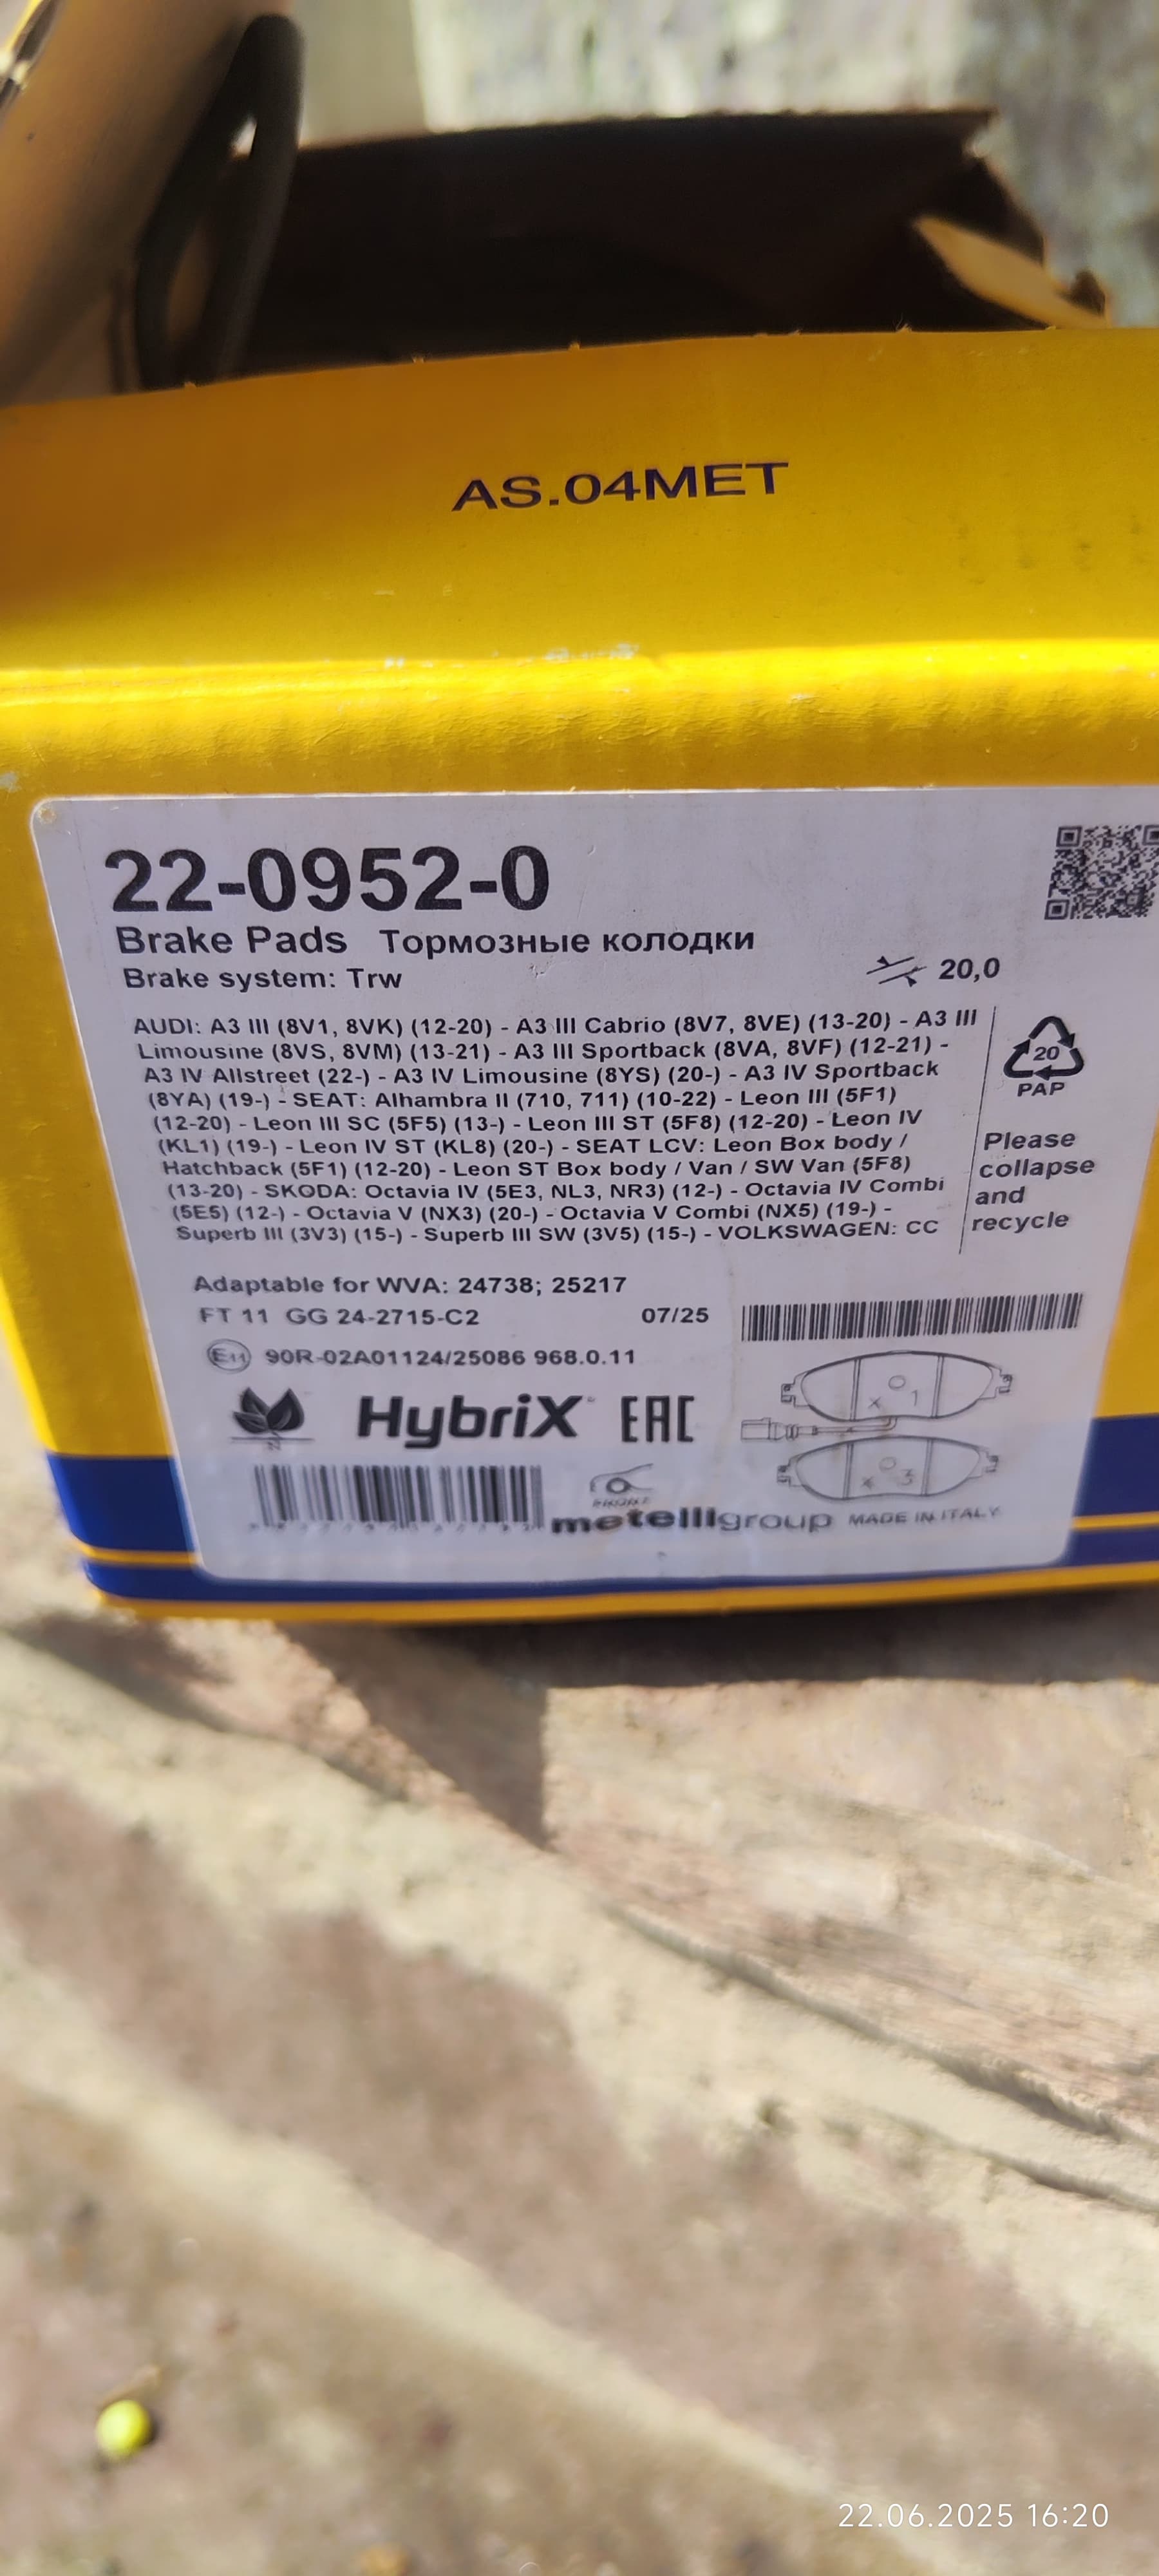 AS.04MET
22-0952-0
Brake Pads Тормозные колодки
Brake system: Trw
20,0
AUDI: A3 III (8V1, 8VK) (12-20) - A3 III Cabrio (8V7, 8VE) (13-20) - A3 III
Limousine (8VS, 8VM) (13-21) - A3 III Sportback (8VA, 8VF) (12-21) -
A3 IV Allstreet (22-) - A3 IV Limousine (8YS) (20-) - A3 IV Sportback
(8YA) (19-) - SEAT: Alhambra II (710, 711) (10-22) - Leon III (5F1)
(12-20) - Leon III SC (5F5) (13-) - Leon III ST (5F8) (12-20) - Leon IV
(KL1) (19-) - Leon IV ST (KL8) (20-) - SEAT LCV: Leon Box body /
Hatchback (5F1) (12-20) - Leon ST Box body / Van / SW Van (5F8)
(13-20) - SKODA: Octavia IV (5E3, NL3, NR3) (12-) - Octavia IV Combi
(5E5) (12-) - Octavia V (NX3) (20-) - Octavia V Combi (NX5) (19-) -
Superb III (3V3) (15-) - Superb III SW (3V5) (15-) - VOLKSWAGEN: CC
20
PAP
Please
collapse
and
recycle
Adaptable for WVA: 24738; 25217
FT 11 GG 24-2715-C2 07/25
E11 90R-02A01124/25086 968.0.11
HybriX EAC
x 1
x 3
metelligroup MADE IN ITALY
22.06.2025 16:20